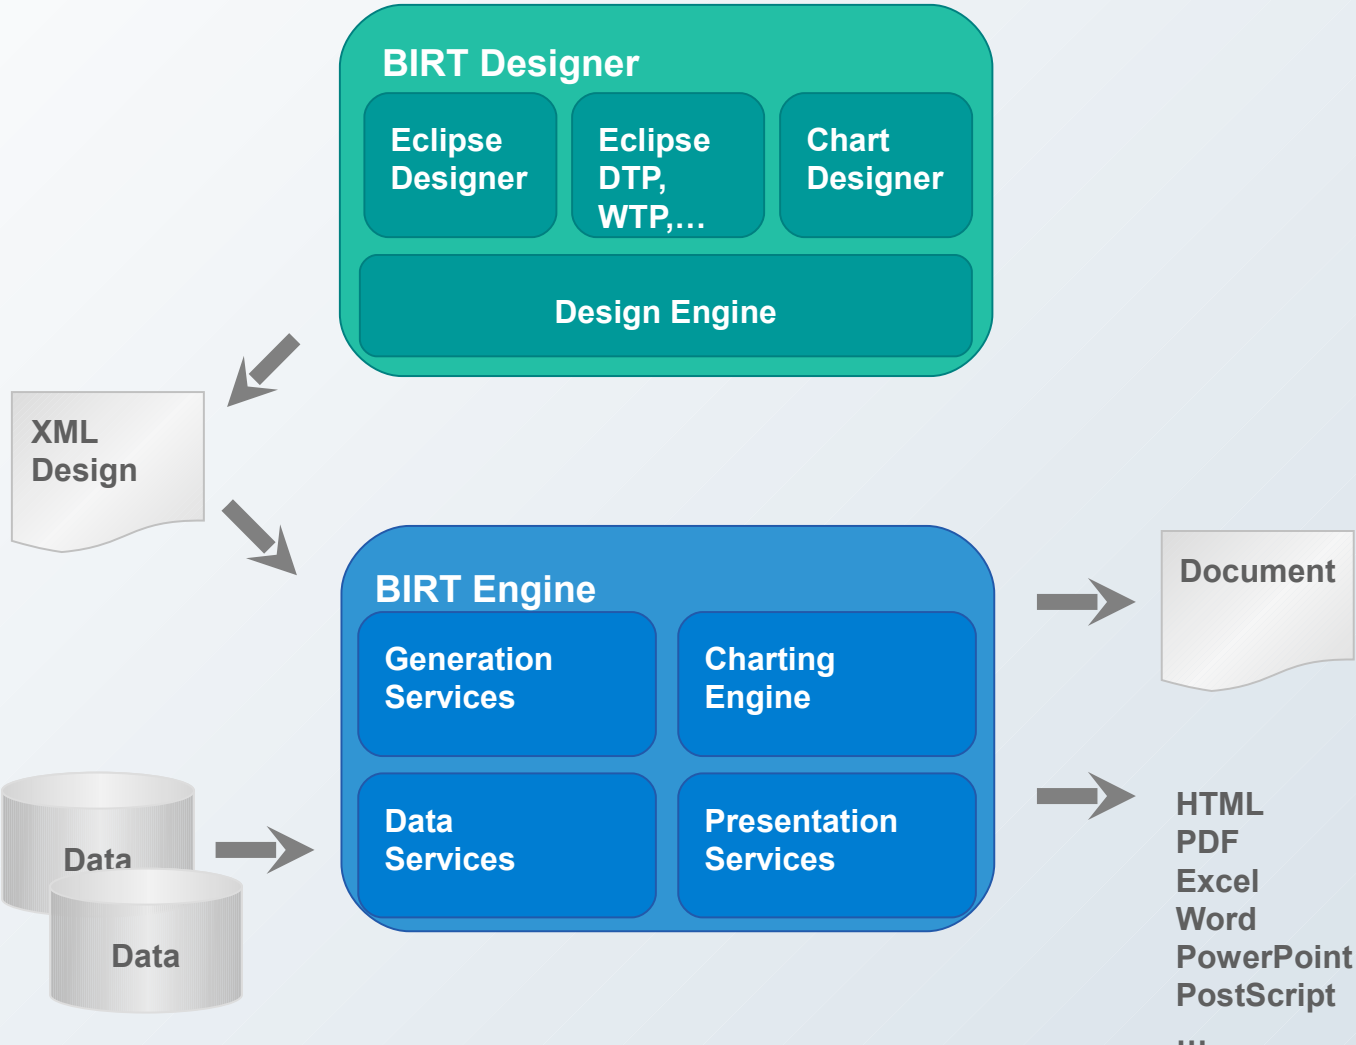 BIRT Designer
Eclipse
Designer
Eclipse
DTP,
WTP,…
Chart
Designer
Design Engine
XML
Design
BIRT Engine
Generation
Services
Charting
Engine
Data
Services
Presentation
Services
Data
Data
Document
HTML
PDF
Excel
Word
PowerPoint
PostScript
…